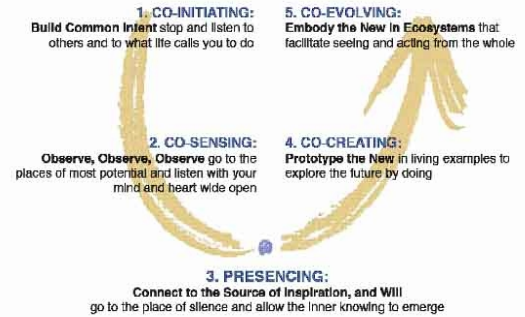 1. CO-INITIATING:
Build Common Intent stop and listen to
others and to what life calls you to do
2. CO-SENSING:
Observe, Observe, Observe go to the
places of most potential and listen with your
mind and heart wide open
3. PRESENCING:
Connect to the Source of Inspiration, and Will
go to the place of silence and allow the inner knowing to emerge
4. CO-CREATING:
Prototype the New in living examples to
explore the future by doing
5. CO-EVOLVING:
Embody the New in Ecosystems that
facilitate seeing and acting from the whole